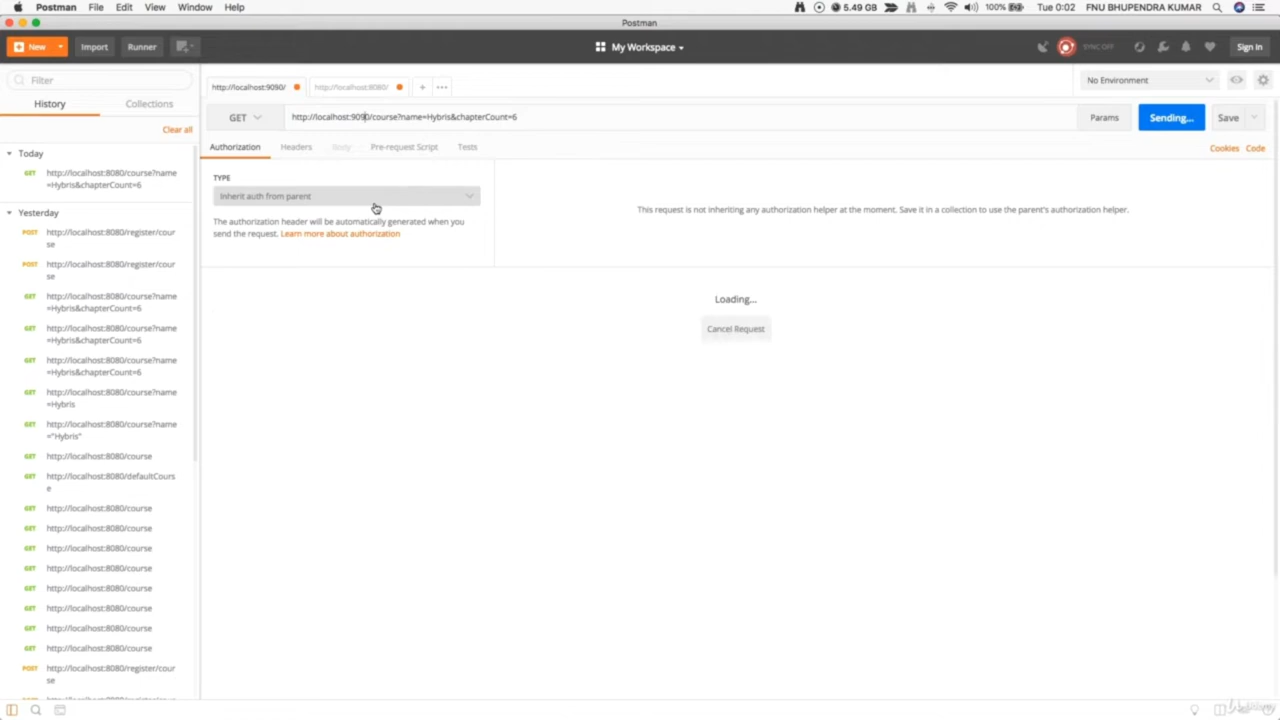 Postman File Edit View Window Help 5.49 GB 100% Tue 0:02 FNU BHUPENDRA KUMAR
Postman
New Import Runner My Workspace SYNC OFF Sign In
Filter
History Collections
Clear all
Today
GET http://localhost:9090/course?name
=Hybris&chapterCount=6
Yesterday
POST http://localhost:8080/register/cour
se
POST http://localhost:8080/register/cour
se
GET http://localhost:8080/course?name
=Hybris&chapterCount=6
GET http://localhost:8080/course?name
=Hybris&chapterCount=6
GET http://localhost:8080/course?name
=Hybris&chapterCount=6
GET http://localhost:8080/course?name
=Hybris
GET http://localhost:8080/course?name
="Hybris"
GET http://localhost:8080/course
GET http://localhost:8080/defaultCours
e
GET http://localhost:8080/course
GET http://localhost:8080/course
GET http://localhost:8080/course
GET http://localhost:8080/course
GET http://localhost:8080/course
GET http://localhost:8080/course
GET http://localhost:8080/course
GET http://localhost:8080/course
POST http://localhost:8080/register/cour
se
http://localhost:9090/ http://localhost:8080/ + ... No Environment
GET http://localhost:9090/course?name=Hybris&chapterCount=6 Params Sending... Save
Authorization Headers Body Pre-request Script Tests Cookies Code
TYPE
Inherit auth from parent
The authorization header will be automatically generated when you
send the request. Learn more about authorization
This request is not inheriting any authorization helper at the moment. Save it in a collection to use the parent's authorization helper.
Loading...
Cancel Request